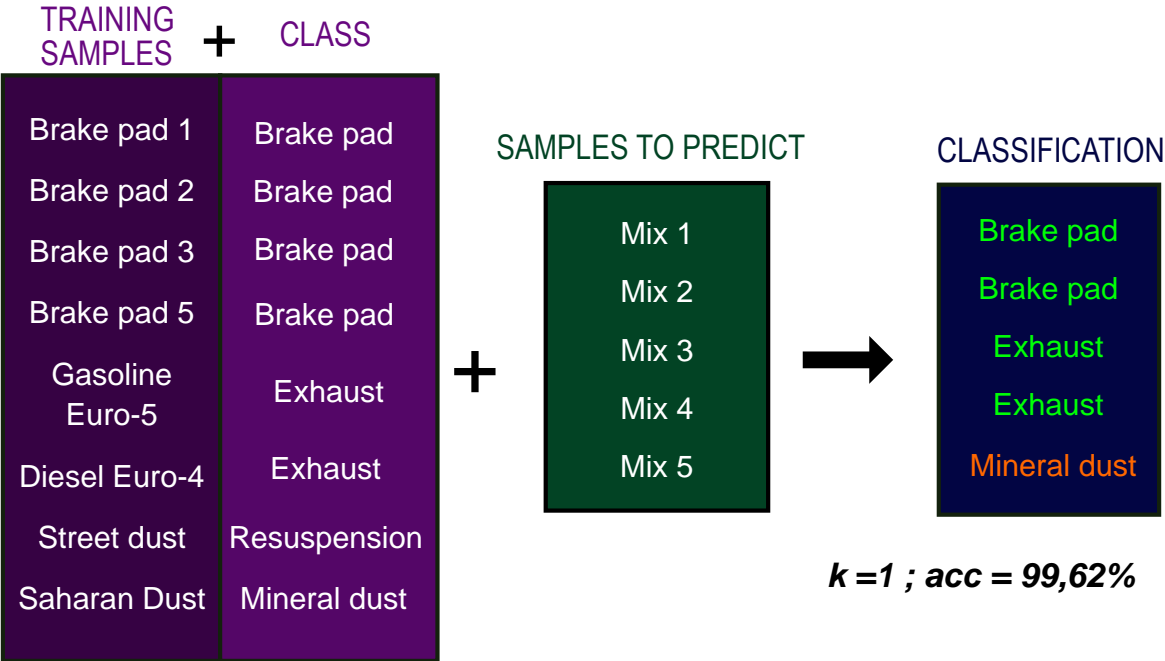 TRAINING
SAMPLES
+
CLASS
Brake pad 1
Brake pad
Brake pad 2
Brake pad
Brake pad 3
Brake pad
Brake pad 5
Brake pad
Gasoline
Euro-5
Exhaust
Diesel Euro-4
Exhaust
Street dust
Resuspension
Saharan Dust
Mineral dust
+
SAMPLES TO PREDICT
Mix 1
Mix 2
Mix 3
Mix 4
Mix 5
CLASSIFICATION
Brake pad
Brake pad
Exhaust
Exhaust
Mineral dust
k =1 ; acc = 99,62%